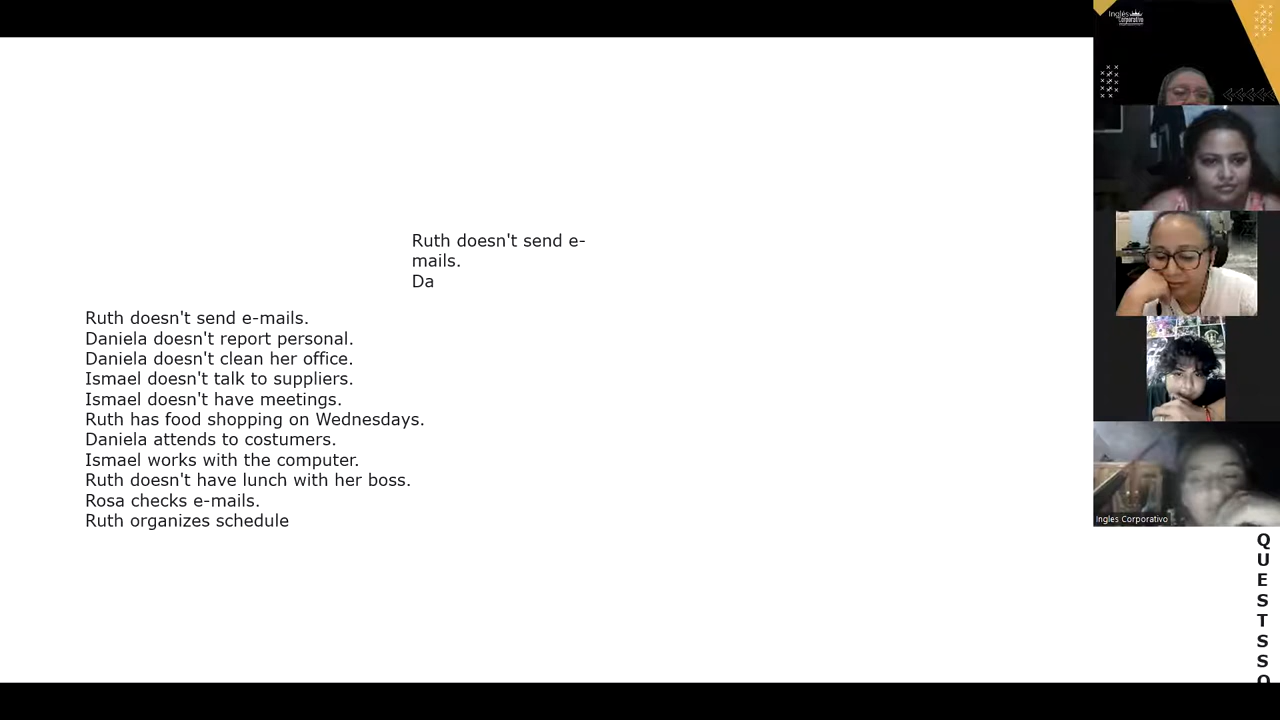 Inglés
Corporativo
Ruth doesn't send e-
mails.
Da
Ruth doesn't send e-mails.
Daniela doesn't report personal.
Daniela doesn't clean her office.
Ismael doesn't talk to suppliers.
Ismael doesn't have meetings.
Ruth has food shopping on Wednesdays.
Daniela attends to costumers.
Ismael works with the computer.
Ruth doesn't have lunch with her boss.
Rosa checks e-mails.
Ruth organizes schedule
Ingles Corporativo
Q
U
E
S
T
S
S